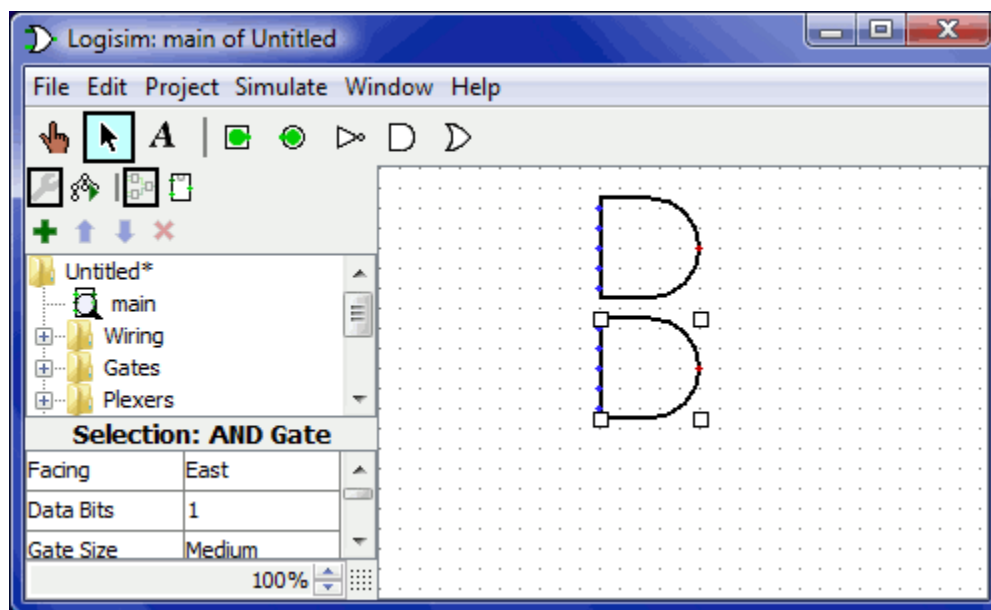 Logisim: main of Untitled
File Edit Project Simulate Window Help
A
Untitled*
main
Wiring
Gates
Plexers
Selection: AND Gate
Facing East
Data Bits 1
Gate Size Medium
100%